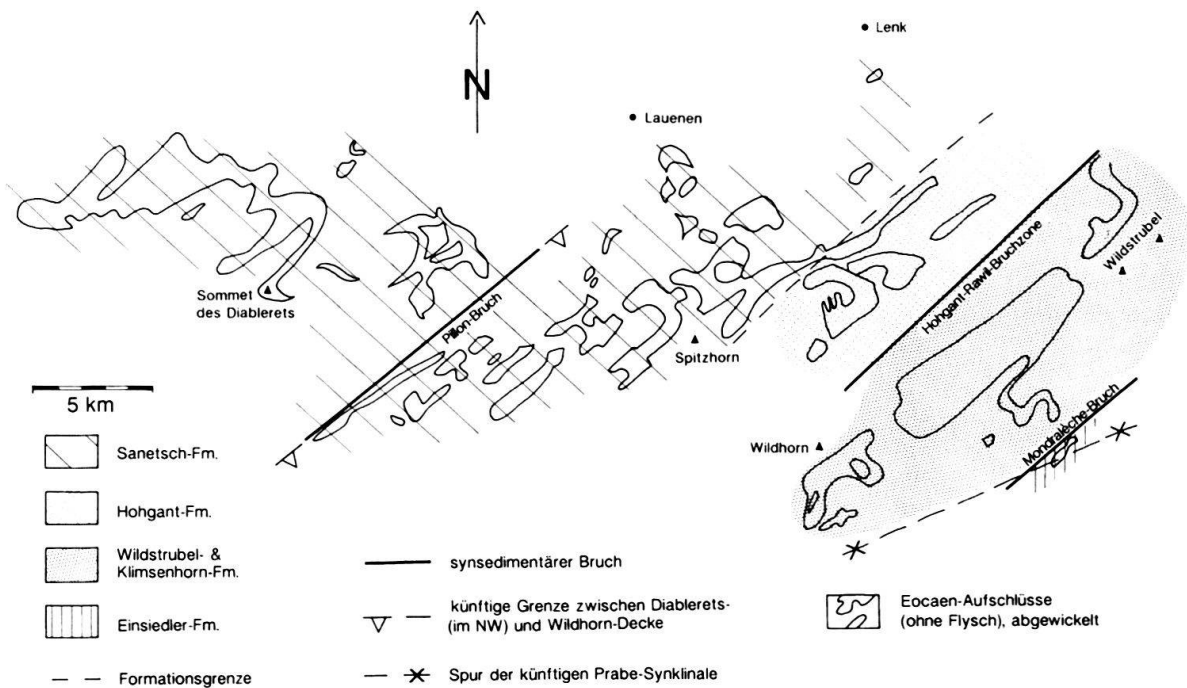 Lenk
N
Lauenen
Wildstrubel
Hohgant-Rawil-Bruchzone
Sommet
des Diablerets
Pillon-Bruch
Spitzhorn
5 km
Mondralèche-Bruch
Wildhorn
Sanetsch-Fm.
Hohgant-Fm.
Wildstrubel- &
Klimsenhorn-Fm.
Einsiedler-Fm.
Formationsgrenze
synsedimentärer Bruch
künftige Grenze zwischen Diablerets-
(im NW) und Wildhorn-Decke
Spur der künftigen Prabe-Synklinale
Eocaen-Aufschlüsse
(ohne Flysch), abgewickelt